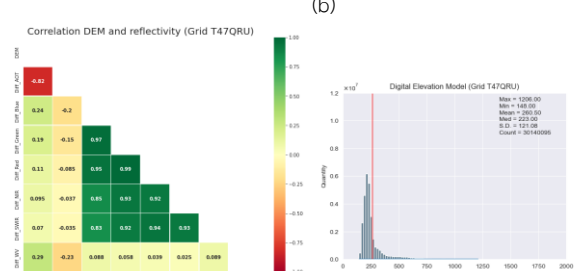 (b)
Correlation DEM and reflectivity (Grid T47QRU)
DEM
Diff_AOT
-0.82
Diff_Blue
0.24 -0.2
Diff_Green
0.19 -0.15 0.97
Diff_Red
0.11 -0.085 0.95 0.99
Diff_NIR
0.095 -0.037 0.85 0.93 0.92
Diff_SWIR
0.07 -0.035 0.83 0.92 0.94 0.93
Diff_WV
0.29 -0.23 0.088 0.058 0.039 0.025 0.089
1.00
0.75
0.50
0.25
0.00
-0.25
-0.50
-0.75
Digital Elevation Model (Grid T47QRU)
1e7
Max = 1206.00
Min = 148.00
Mean = 260.50
Med = 223.00
S.D. = 121.06
Count = 30140095
Quantity
1.2
1.0
0.8
0.6
0.4
0.2
0.0
0 250 500 750 1000 1250 1500 1750 2000